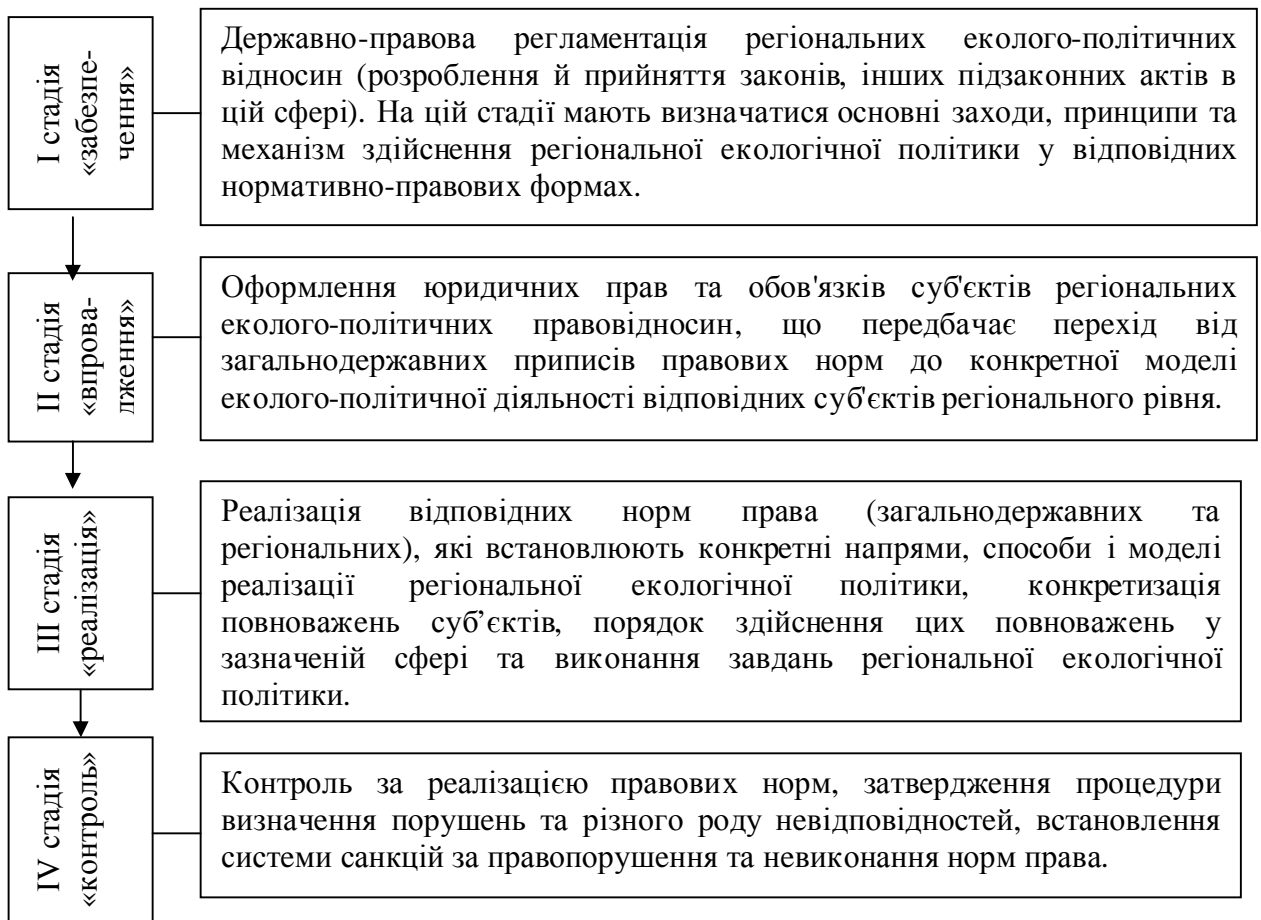 І стадія
«забезпе-
чення»
Державно-правова регламентація регіональних еколого-політичних
відносин (розроблення й прийняття законів, інших підзаконних актів в
цій сфері). На цій стадії мають визначатися основні заходи, принципи та
механізм здійснення регіональної екологічної політики у відповідних
нормативно-правових формах.
ІІ стадія
«впрова-
дження»
Оформлення юридичних прав та обов'язків суб'єктів регіональних
еколого-політичних правовідносин, що передбачає перехід від
загальнодержавних приписів правових норм до конкретної моделі
еколого-політичної діяльності відповідних суб'єктів регіонального рівня.
ІІІ стадія
«реалізація»
Реалізація відповідних норм права (загальнодержавних та
регіональних), які встановлюють конкретні напрями, способи і моделі
реалізації регіональної екологічної політики, конкретизація
повноважень суб’єктів, порядок здійснення цих повноважень у
зазначеній сфері та виконання завдань регіональної екологічної
політики.
IV стадія
«контроль»
Контроль за реалізацією правових норм, затвердження процедури
визначення порушень та різного роду невідповідностей, встановлення
системи санкцій за правопорушення та невиконання норм права.